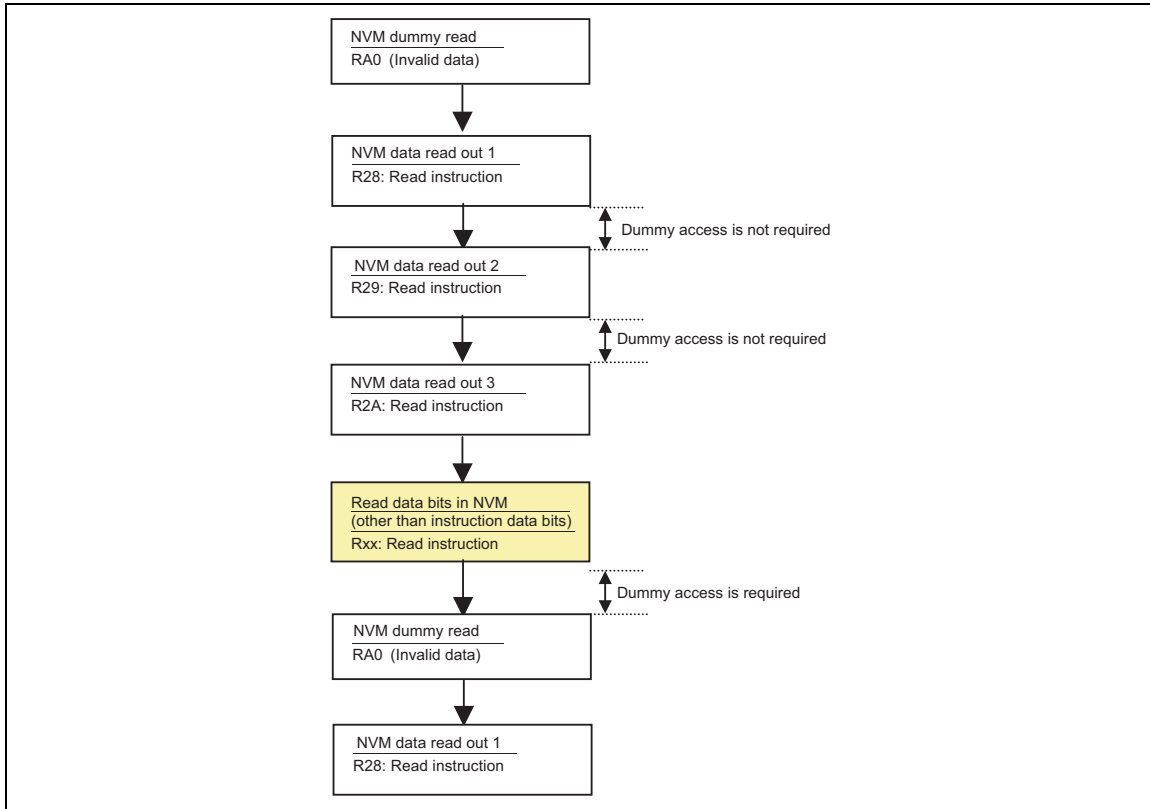 NVM dummy read
RA0 (Invalid data)
NVM data read out 1
R28: Read instruction
Dummy access is not required
NVM data read out 2
R29: Read instruction
Dummy access is not required
NVM data read out 3
R2A: Read instruction
Read data bits in NVM
(other than instruction data bits)
Rxx: Read instruction
Dummy access is required
NVM dummy read
RA0 (Invalid data)
NVM data read out 1
R28: Read instruction